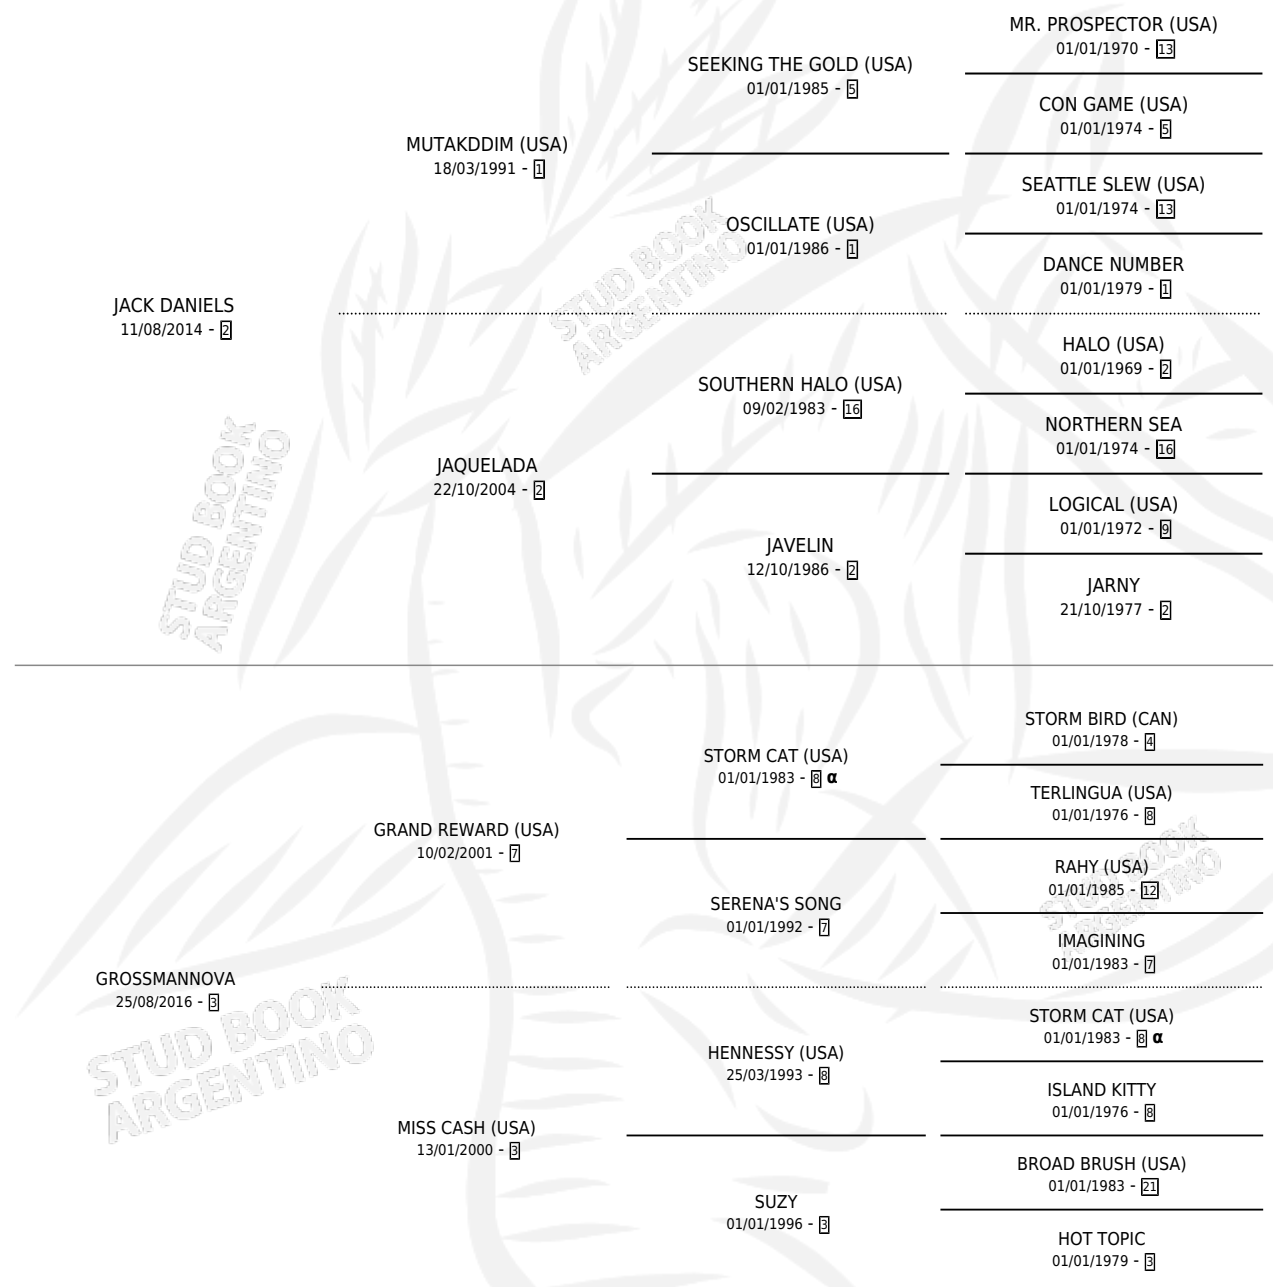 MR. PROSPECTOR (USA)
01/01/1970 - 13
SEEKING THE GOLD (USA)
01/01/1985 - 5
CON GAME (USA)
01/01/1974 - 5
MUTAKDDIM (USA)
18/03/1991 - 1
SEATTLE SLEW (USA)
01/01/1974 - 13
OSCILLATE (USA)
01/01/1986 - 1
DANCE NUMBER
01/01/1979 - 1
JACK DANIELS
11/08/2014 - 2
HALO (USA)
01/01/1969 - 2
SOUTHERN HALO (USA)
09/02/1983 - 16
NORTHERN SEA
01/01/1974 - 16
JAQUELADA
22/10/2004 - 2
LOGICAL (USA)
01/01/1972 - 9
JAVELIN
12/10/1986 - 2
JARNY
21/10/1977 - 2
STORM BIRD (CAN)
01/01/1978 - 4
STORM CAT (USA)
01/01/1983 - 8 α
TERLINGUA (USA)
01/01/1976 - 8
GRAND REWARD (USA)
10/02/2001 - 7
RAHY (USA)
01/01/1985 - 12
SERENA'S SONG
01/01/1992 - 7
IMAGINING
01/01/1983 - 7
GROSSMANNOVA
25/08/2016 - 3
STORM CAT (USA)
01/01/1983 - 8 α
HENNESSY (USA)
25/03/1993 - 8
ISLAND KITTY
01/01/1976 - 8
MISS CASH (USA)
13/01/2000 - 3
BROAD BRUSH (USA)
01/01/1983 - 21
SUZY
01/01/1996 - 3
HOT TOPIC
01/01/1979 - 3
STUD BOOK
ARGENTINO
STUD BOOK
ARGENTINO
STUD BOOK
ARGENTINO
STUD BOOK
ARGENTINO